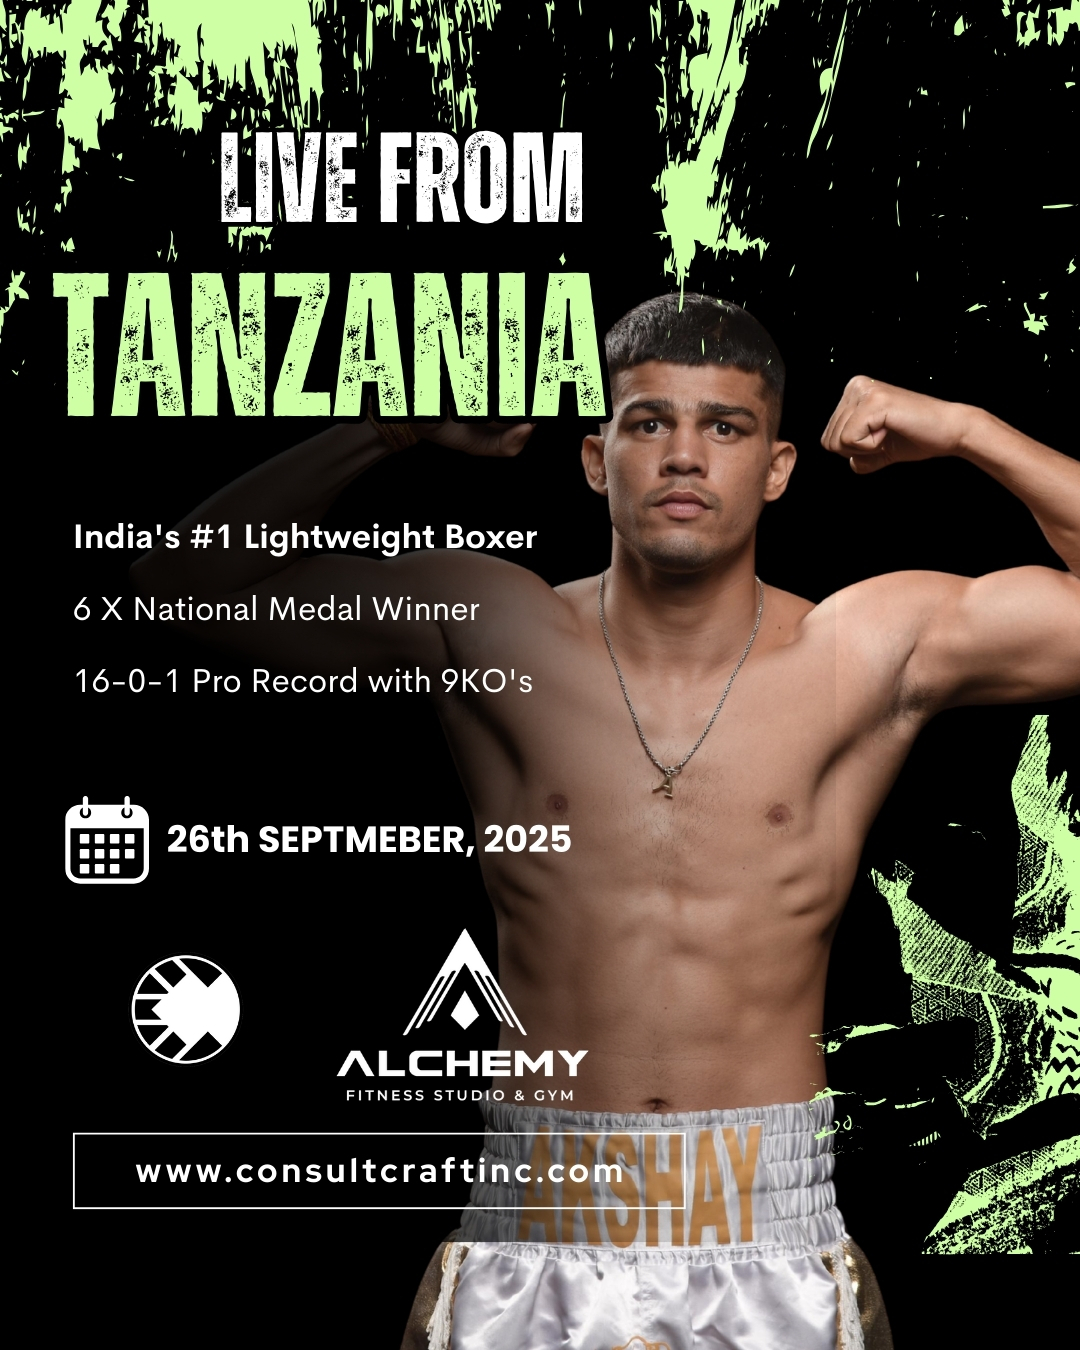 LIVE FROM
TANZANIA
India's #1 Lightweight Boxer
6 X National Medal Winner
16-0-1 Pro Record with 9KO's
26th SEPTMEBER, 2025
ALCHEMY
FITNESS STUDIO & GYM
www.consultcraftinc.com
AKSHAY